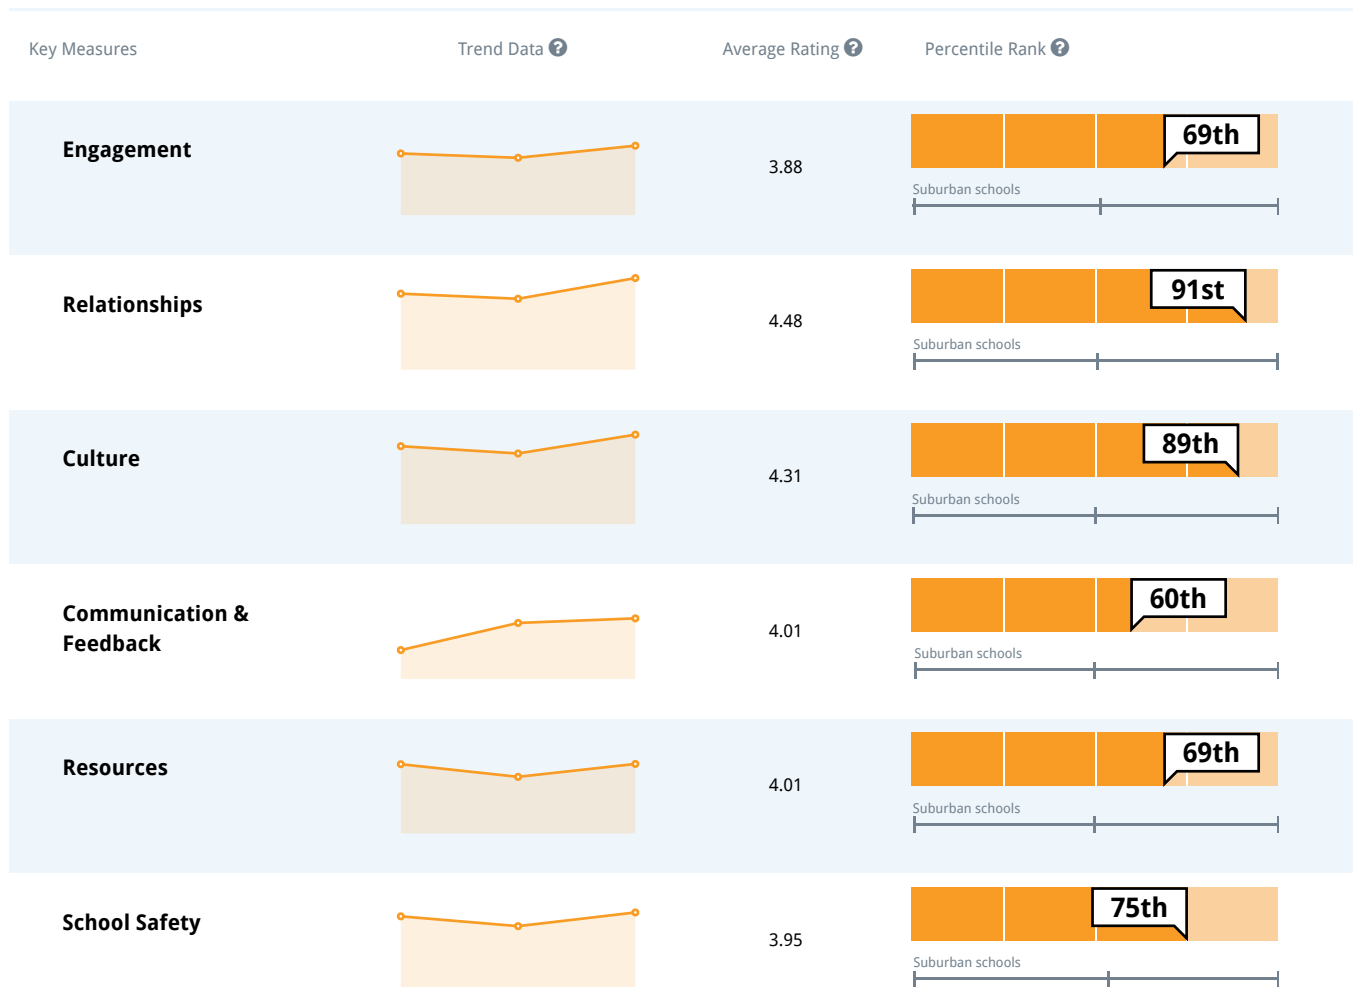 Key Measures Trend Data ? Average Rating ? Percentile Rank ?
Engagement 3.88 69th
Suburban schools
Relationships 4.48 91st
Suburban schools
Culture 4.31 89th
Suburban schools
Communication &
Feedback 4.01 60th
Suburban schools
Resources 4.01 69th
Suburban schools
School Safety 3.95 75th
Suburban schools